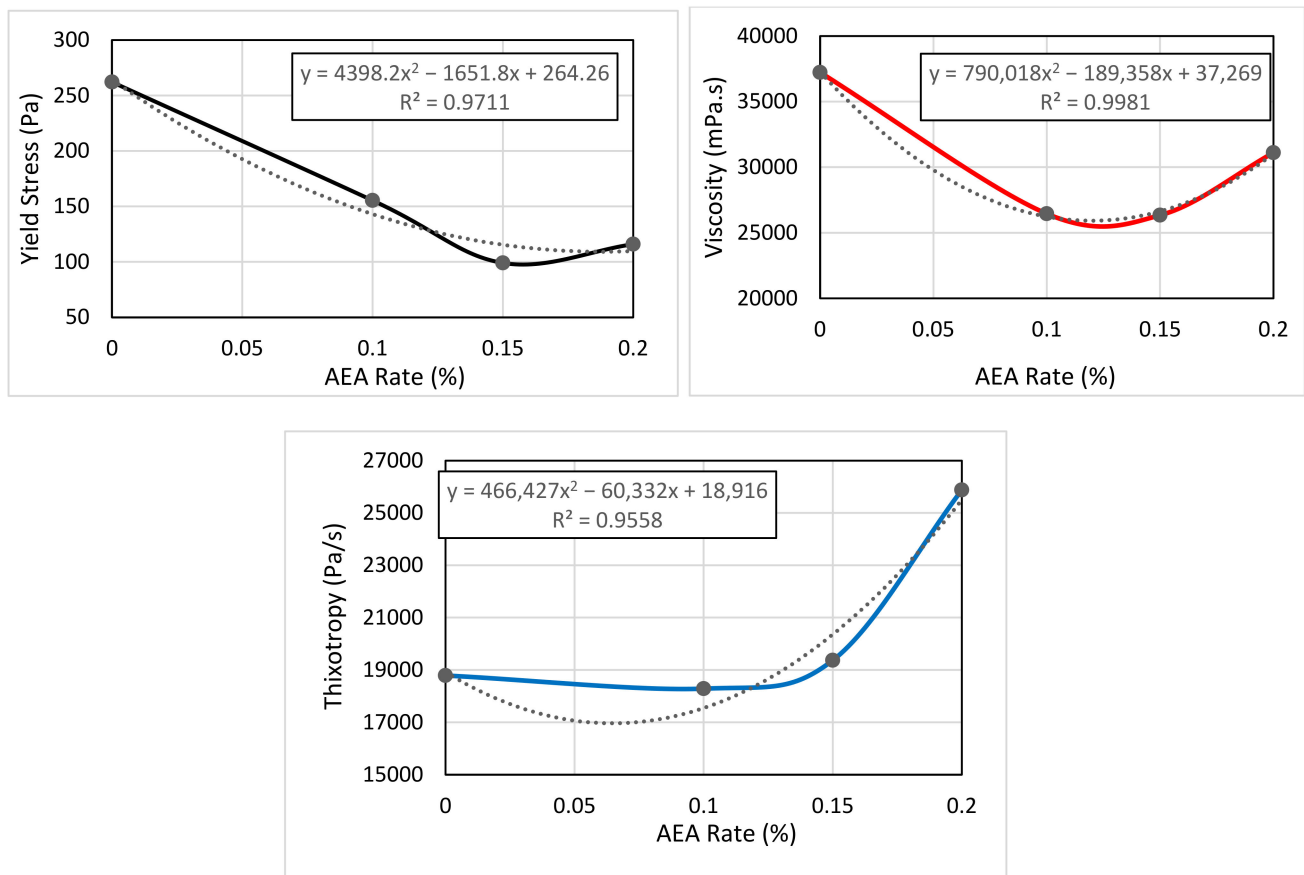 300
250
200
150
100
50
Yield Stress (Pa)
y = 4398.2x² − 1651.8x + 264.26
R² = 0.9711
0 0.05 0.1 0.15 0.2
AEA Rate (%)
40000
35000
30000
25000
20000
Viscosity (mPa.s)
y = 790,018x² − 189,358x + 37,269
R² = 0.9981
0 0.05 0.1 0.15 0.2
AEA Rate (%)
27000
25000
23000
21000
19000
17000
15000
Thixotropy (Pa/s)
y = 466,427x² − 60,332x + 18,916
R² = 0.9558
0 0.05 0.1 0.15 0.2
AEA Rate (%)